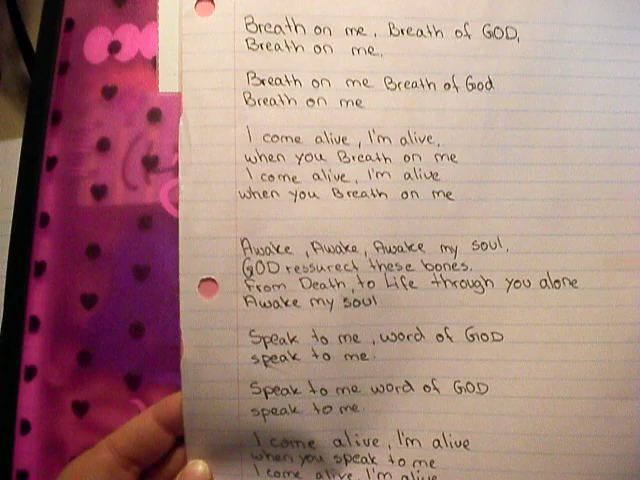 Breath on me, Breath of GOD,
Breath on me,
Breath on me Breath of God
Breath on me
I come alive, I'm alive,
when you Breath on me
I come alive, I'm alive
when you Breath on me
Awake, Awake, Awake my soul,
GOD ressurect these bones.
From Death, to Life through you alone
Awake my soul
Speak to me, word of GOD
speak to me.
Speak to me word of GOD
speak to me.
I come alive, I'm alive
when you speak to me
I come alive, I'm alive